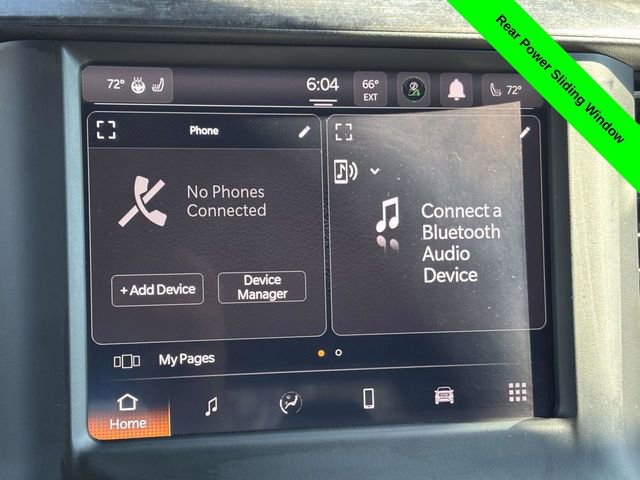 Rear Power Sliding Window
72°
6:04
66°
EXT
72°
Phone
No Phones
Connected
+ Add Device
Device
Manager
Connect a
Bluetooth
Audio
Device
My Pages
Home